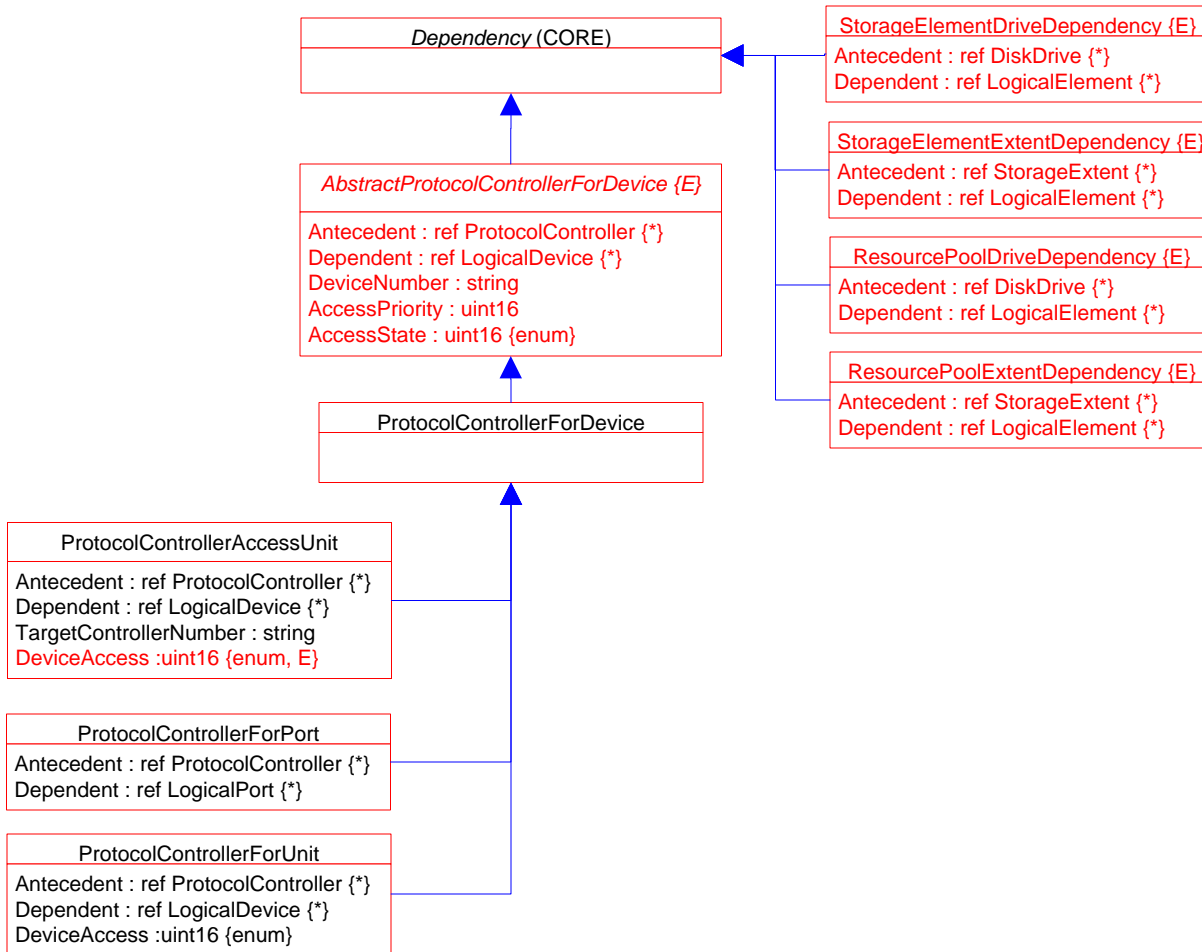 Dependency (CORE)
StorageElementDriveDependency {E}
Antecedent : ref DiskDrive {*}
Dependent : ref LogicalElement {*}
StorageElementExtentDependency {E}
Antecedent : ref StorageExtent {*}
Dependent : ref LogicalElement {*}
ResourcePoolDriveDependency {E}
Antecedent : ref DiskDrive {*}
Dependent : ref LogicalElement {*}
ResourcePoolExtentDependency {E}
Antecedent : ref StorageExtent {*}
Dependent : ref LogicalElement {*}
AbstractProtocolControllerForDevice {E}
Antecedent : ref ProtocolController {*}
Dependent : ref LogicalDevice {*}
DeviceNumber : string
AccessPriority : uint16
AccessState : uint16 {enum}
ProtocolControllerForDevice
ProtocolControllerAccessUnit
Antecedent : ref ProtocolController {*}
Dependent : ref LogicalDevice {*}
TargetControllerNumber : string
DeviceAccess :uint16 {enum, E}
ProtocolControllerForPort
Antecedent : ref ProtocolController {*}
Dependent : ref LogicalPort {*}
ProtocolControllerForUnit
Antecedent : ref ProtocolController {*}
Dependent : ref LogicalDevice {*}
DeviceAccess :uint16 {enum}